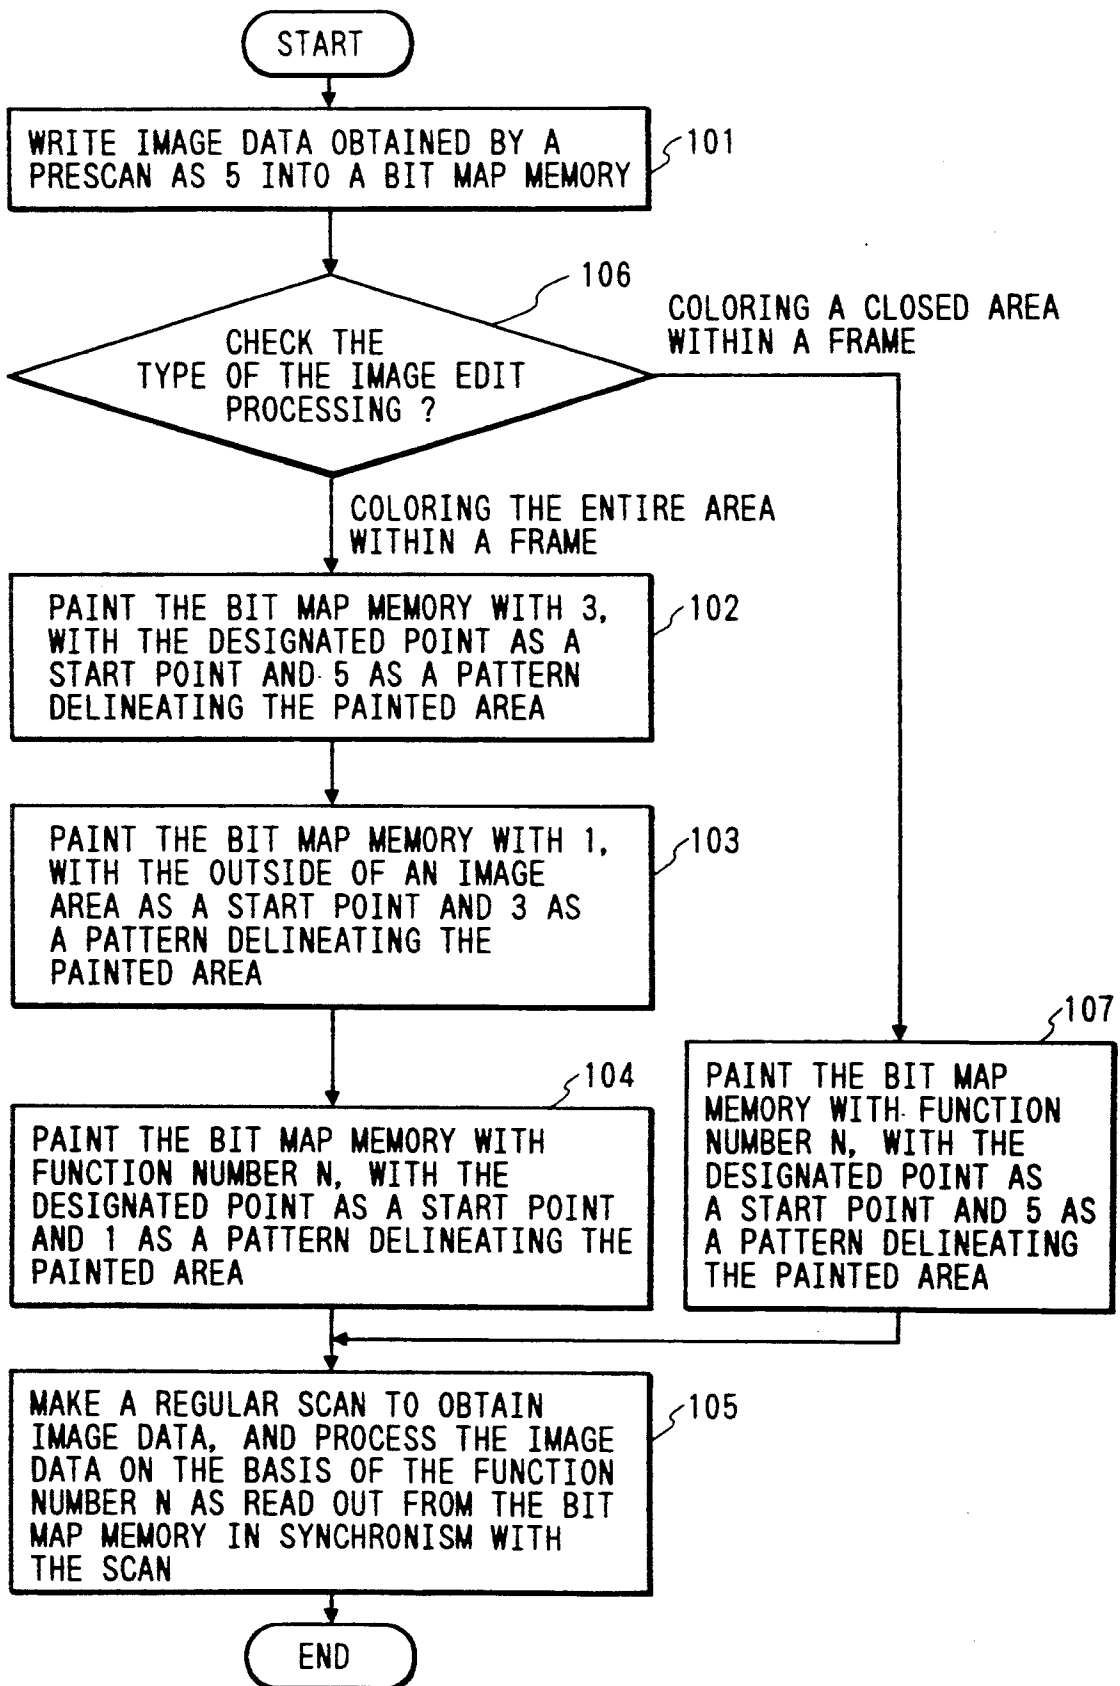 START
WRITE IMAGE DATA OBTAINED BY A
PRESCAN AS 5 INTO A BIT MAP MEMORY
101
106
CHECK THE
TYPE OF THE IMAGE EDIT
PROCESSING ?
COLORING A CLOSED AREA
WITHIN A FRAME
COLORING THE ENTIRE AREA
WITHIN A FRAME
PAINT THE BIT MAP MEMORY WITH 3,
WITH THE DESIGNATED POINT AS A
START POINT AND 5 AS A PATTERN
DELINEATING THE PAINTED AREA
102
PAINT THE BIT MAP MEMORY WITH 1,
WITH THE OUTSIDE OF AN IMAGE
AREA AS A START POINT AND 3 AS
A PATTERN DELINEATING THE
PAINTED AREA
103
104
PAINT THE BIT MAP MEMORY WITH
FUNCTION NUMBER N, WITH THE
DESIGNATED POINT AS A START POINT
AND 1 AS A PATTERN DELINEATING THE
PAINTED AREA
107
PAINT THE BIT MAP
MEMORY WITH FUNCTION
NUMBER N, WITH THE
DESIGNATED POINT AS
A START POINT AND 5 AS
A PATTERN DELINEATING
THE PAINTED AREA
MAKE A REGULAR SCAN TO OBTAIN
IMAGE DATA, AND PROCESS THE IMAGE
DATA ON THE BASIS OF THE FUNCTION
NUMBER N AS READ OUT FROM THE BIT
MAP MEMORY IN SYNCHRONISM WITH
THE SCAN
105
END